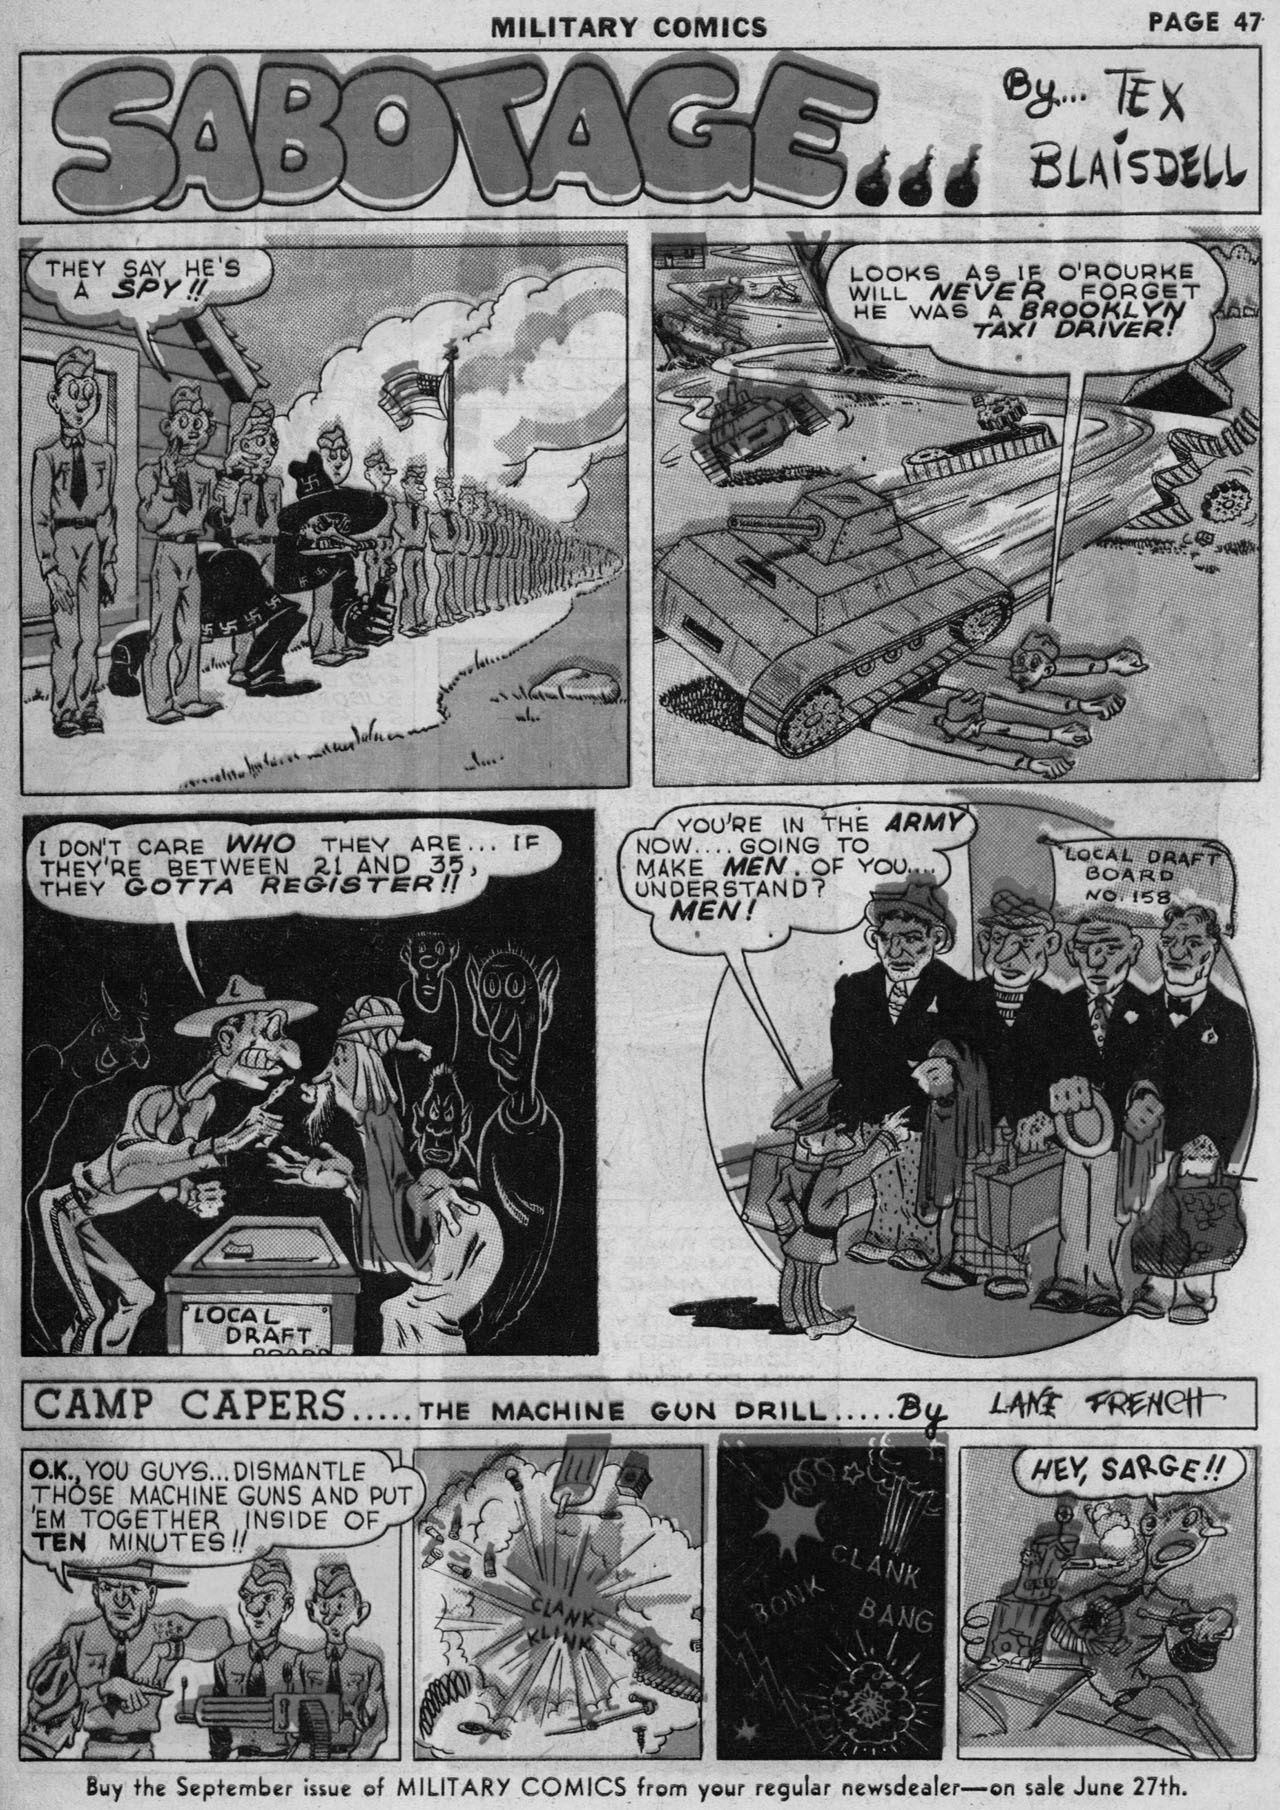 MILITARY COMICS
PAGE 47
SABOTAGE...
By... TEX
BLAISDELL
THEY SAY HE'S
A SPY!!
LOOKS AS IF O'ROURKE
WILL NEVER FORGET
HE WAS A BROOKLYN
TAXI DRIVER!
I DON'T CARE WHO THEY ARE... IF
THEY'RE BETWEEN 21 AND 35,
THEY GOTTA REGISTER!!
LOCAL
DRAFT
BOARD
YOU'RE IN THE ARMY
NOW.... GOING TO
MAKE MEN OF YOU....
UNDERSTAND?
MEN!
LOCAL DRAFT
BOARD
NO. 158
CAMP CAPERS..... THE MACHINE GUN DRILL..... By LANI FRENCH
O.K., YOU GUYS... DISMANTLE
THOSE MACHINE GUNS AND PUT
'EM TOGETHER INSIDE OF
TEN MINUTES!!
CLANK
KLINK
CLANK
BONK
BANG
HEY, SARGE!!
Buy the September issue of MILITARY COMICS from your regular newsdealer—on sale June 27th.